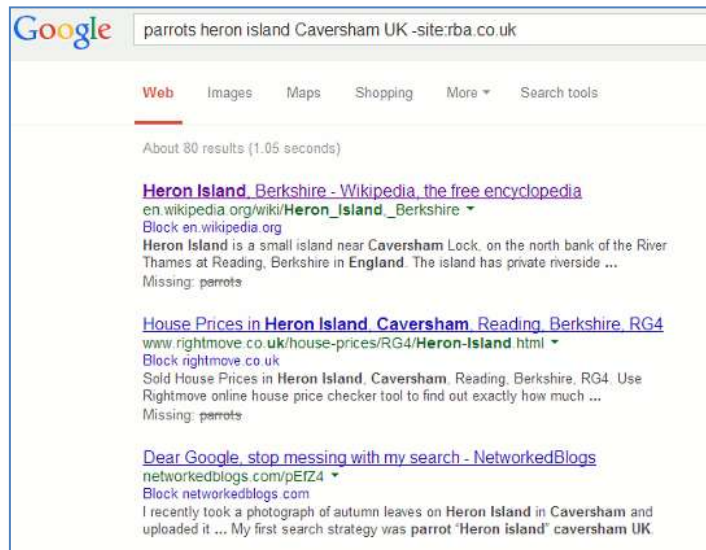 Google parrots heron island Caversham UK -site:rba.co.uk
Web Images Maps Shopping More Search tools
About 80 results (1.05 seconds)
Heron Island, Berkshire - Wikipedia, the free encyclopedia
en.wikipedia.org/wiki/Heron_Island,_Berkshire
Block en.wikipedia.org
Heron Island is a small island near Caversham Lock, on the north bank of the River
Thames at Reading, Berkshire in England. The island has private riverside ...
Missing: parrots
House Prices in Heron Island, Caversham, Reading, Berkshire, RG4
www.rightmove.co.uk/house-prices/RG4/Heron-Island.html
Block rightmove.co.uk
Sold House Prices in Heron Island, Caversham, Reading, Berkshire, RG4. Use
Rightmove online house price checker tool to find out exactly how much ...
Missing: parrots
Dear Google, stop messing with my search - NetworkedBlogs
networkedblogs.com/pEfZ4
Block networkedblogs.com
I recently took a photograph of autumn leaves on Heron Island in Caversham and
uploaded it ... My first search strategy was parrot "Heron island" caversham UK.